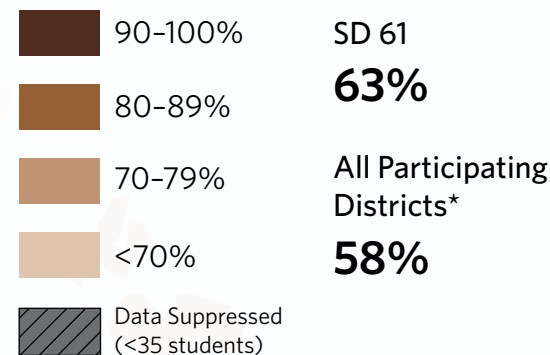 90–100%
80–89%
70–79%
<70%
Data Suppressed
(<35 students)
SD 61
63%
All Participating
Districts*
58%